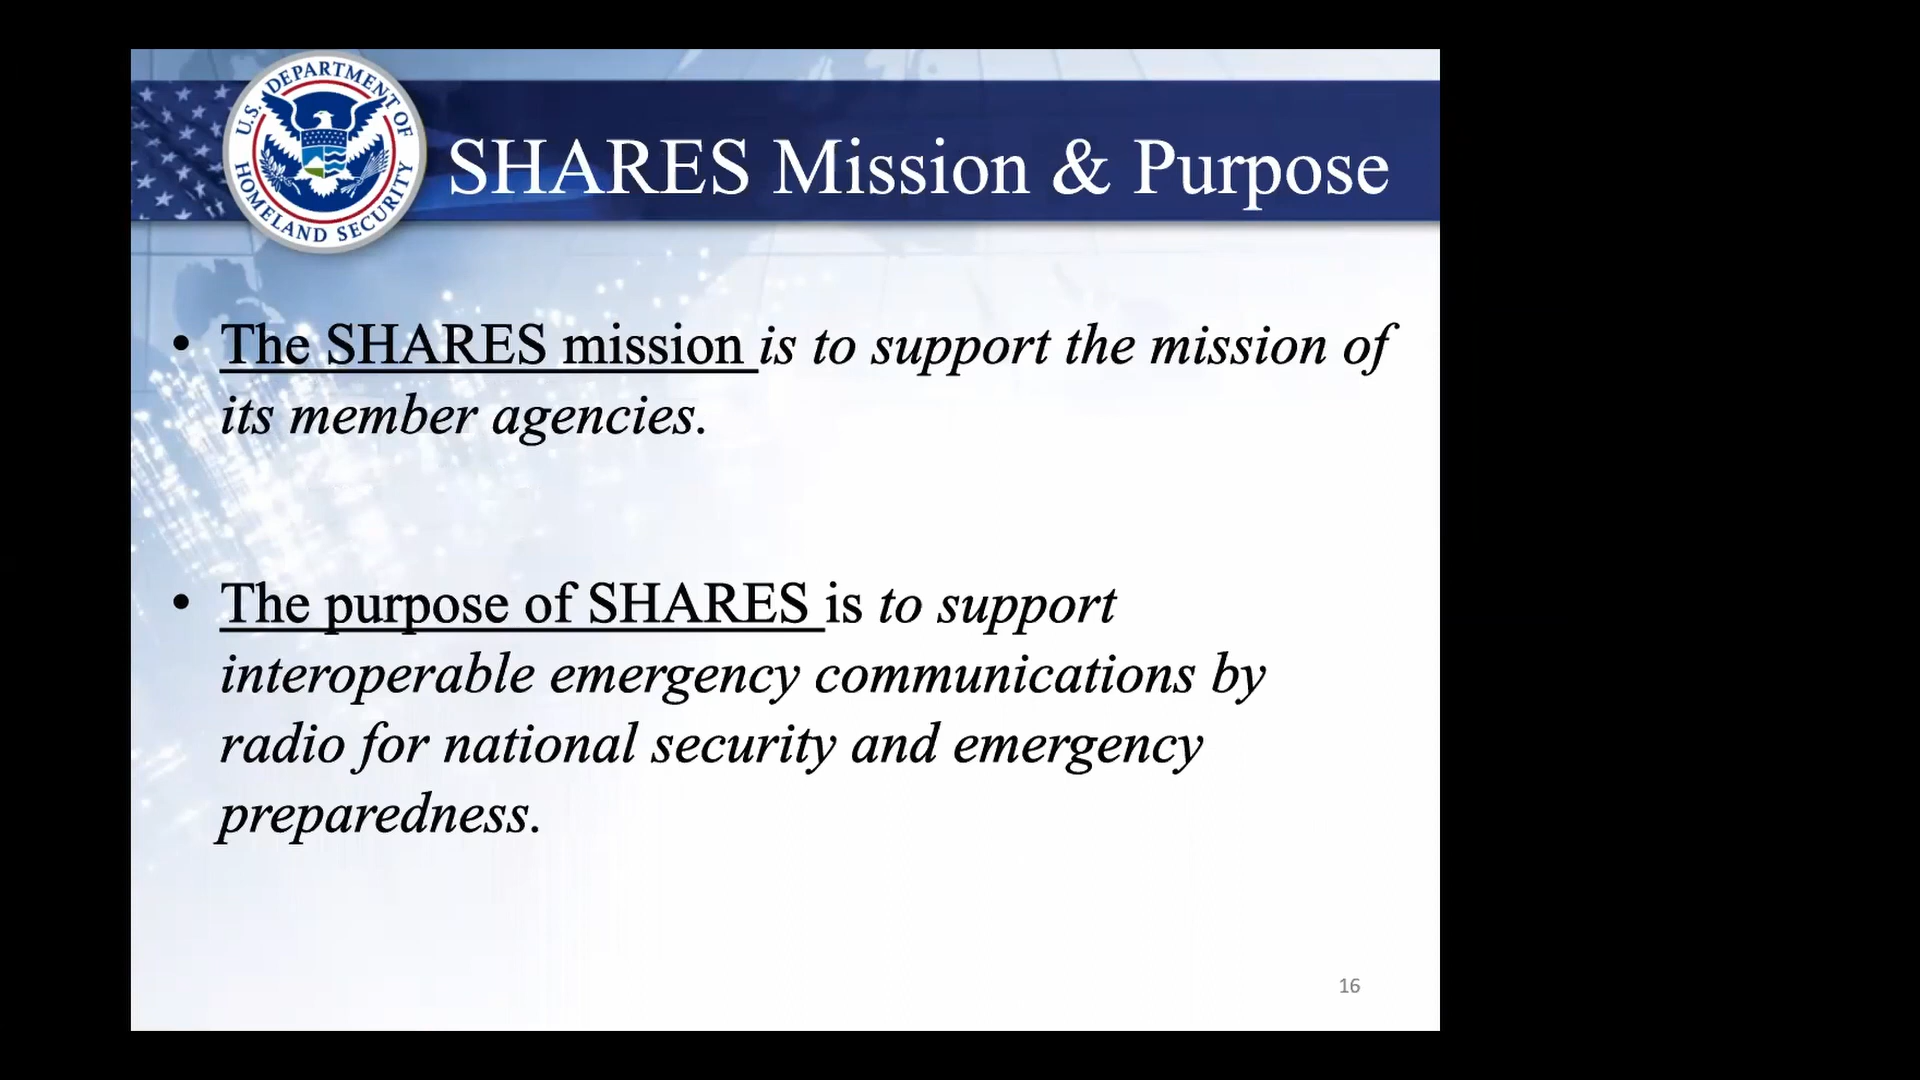 U.S. DEPARTMENT OF
HOMELAND SECURITY
SHARES Mission & Purpose
• The SHARES mission is to support the mission of
its member agencies.
• The purpose of SHARES is to support
interoperable emergency communications by
radio for national security and emergency
preparedness.
16